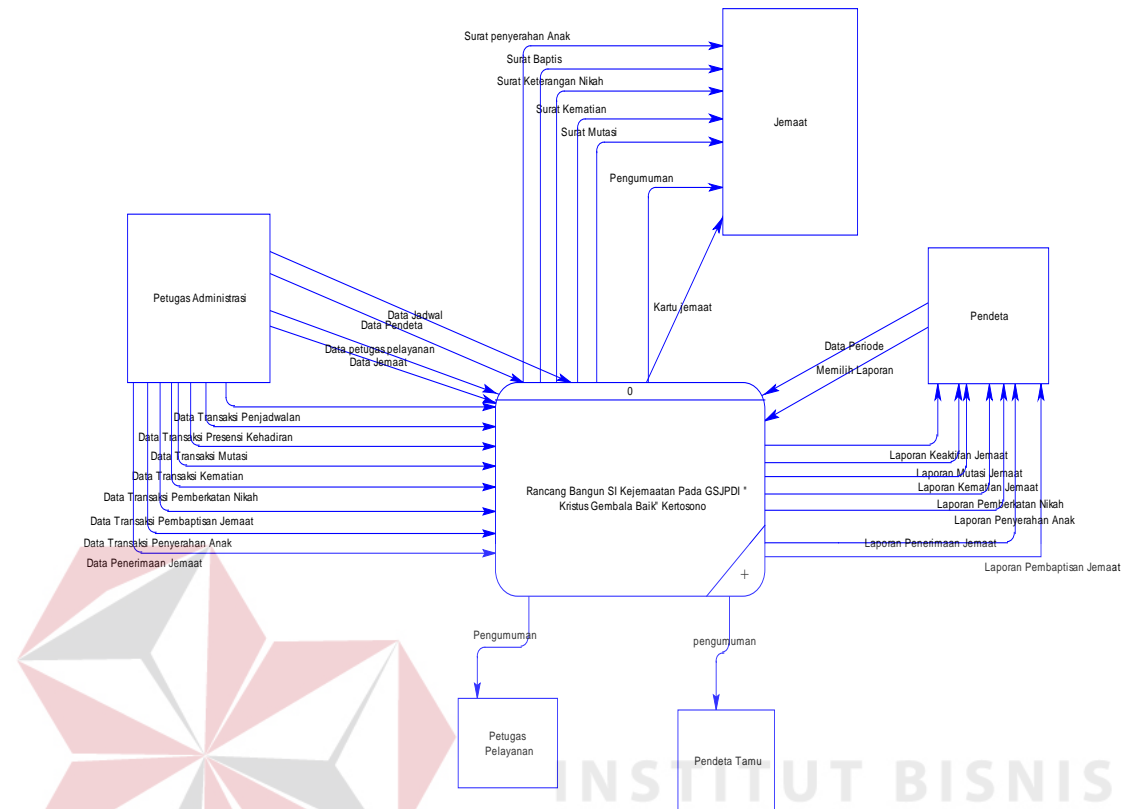 Surat penyerahan Anak
Surat Baptis
Surat Keterangan Nikah
Surat Kematian
Surat Mutasi
Pengumuman
Kartu jemaat
Jemaat
Petugas Administrasi
Data Jadwal
Data Pendeta
Data petugas pelayanan
Data Jemaat
Pendeta
Data Periode
Memilih Laporan
0
Rancang Bangun SI Kejemaatan Pada GSJPDI "
Kristus Gembala Baik" Kertosono
+
Data Transaksi Penjadwalan
Data Transaksi Presensi Kehadiran
Data Transaksi Mutasi
Data Transaksi Kematian
Data Transaksi Pemberkatan Nikah
Data Transaksi Pembaptisan Jemaat
Data Transaksi Penyerahan Anak
Data Penerimaan Jemaat
Laporan Keaktifan Jemaat
Laporan Mutasi Jemaat
Laporan Kematian Jemaat
Laporan Pemberkatan Nikah
Laporan Penyerahan Anak
Laporan Penerimaan Jemaat
Laporan Pembaptisan Jemaat
Pengumuman
pengumuman
Petugas
Pelayanan
Pendeta Tamu
INSTITUT BISNIS